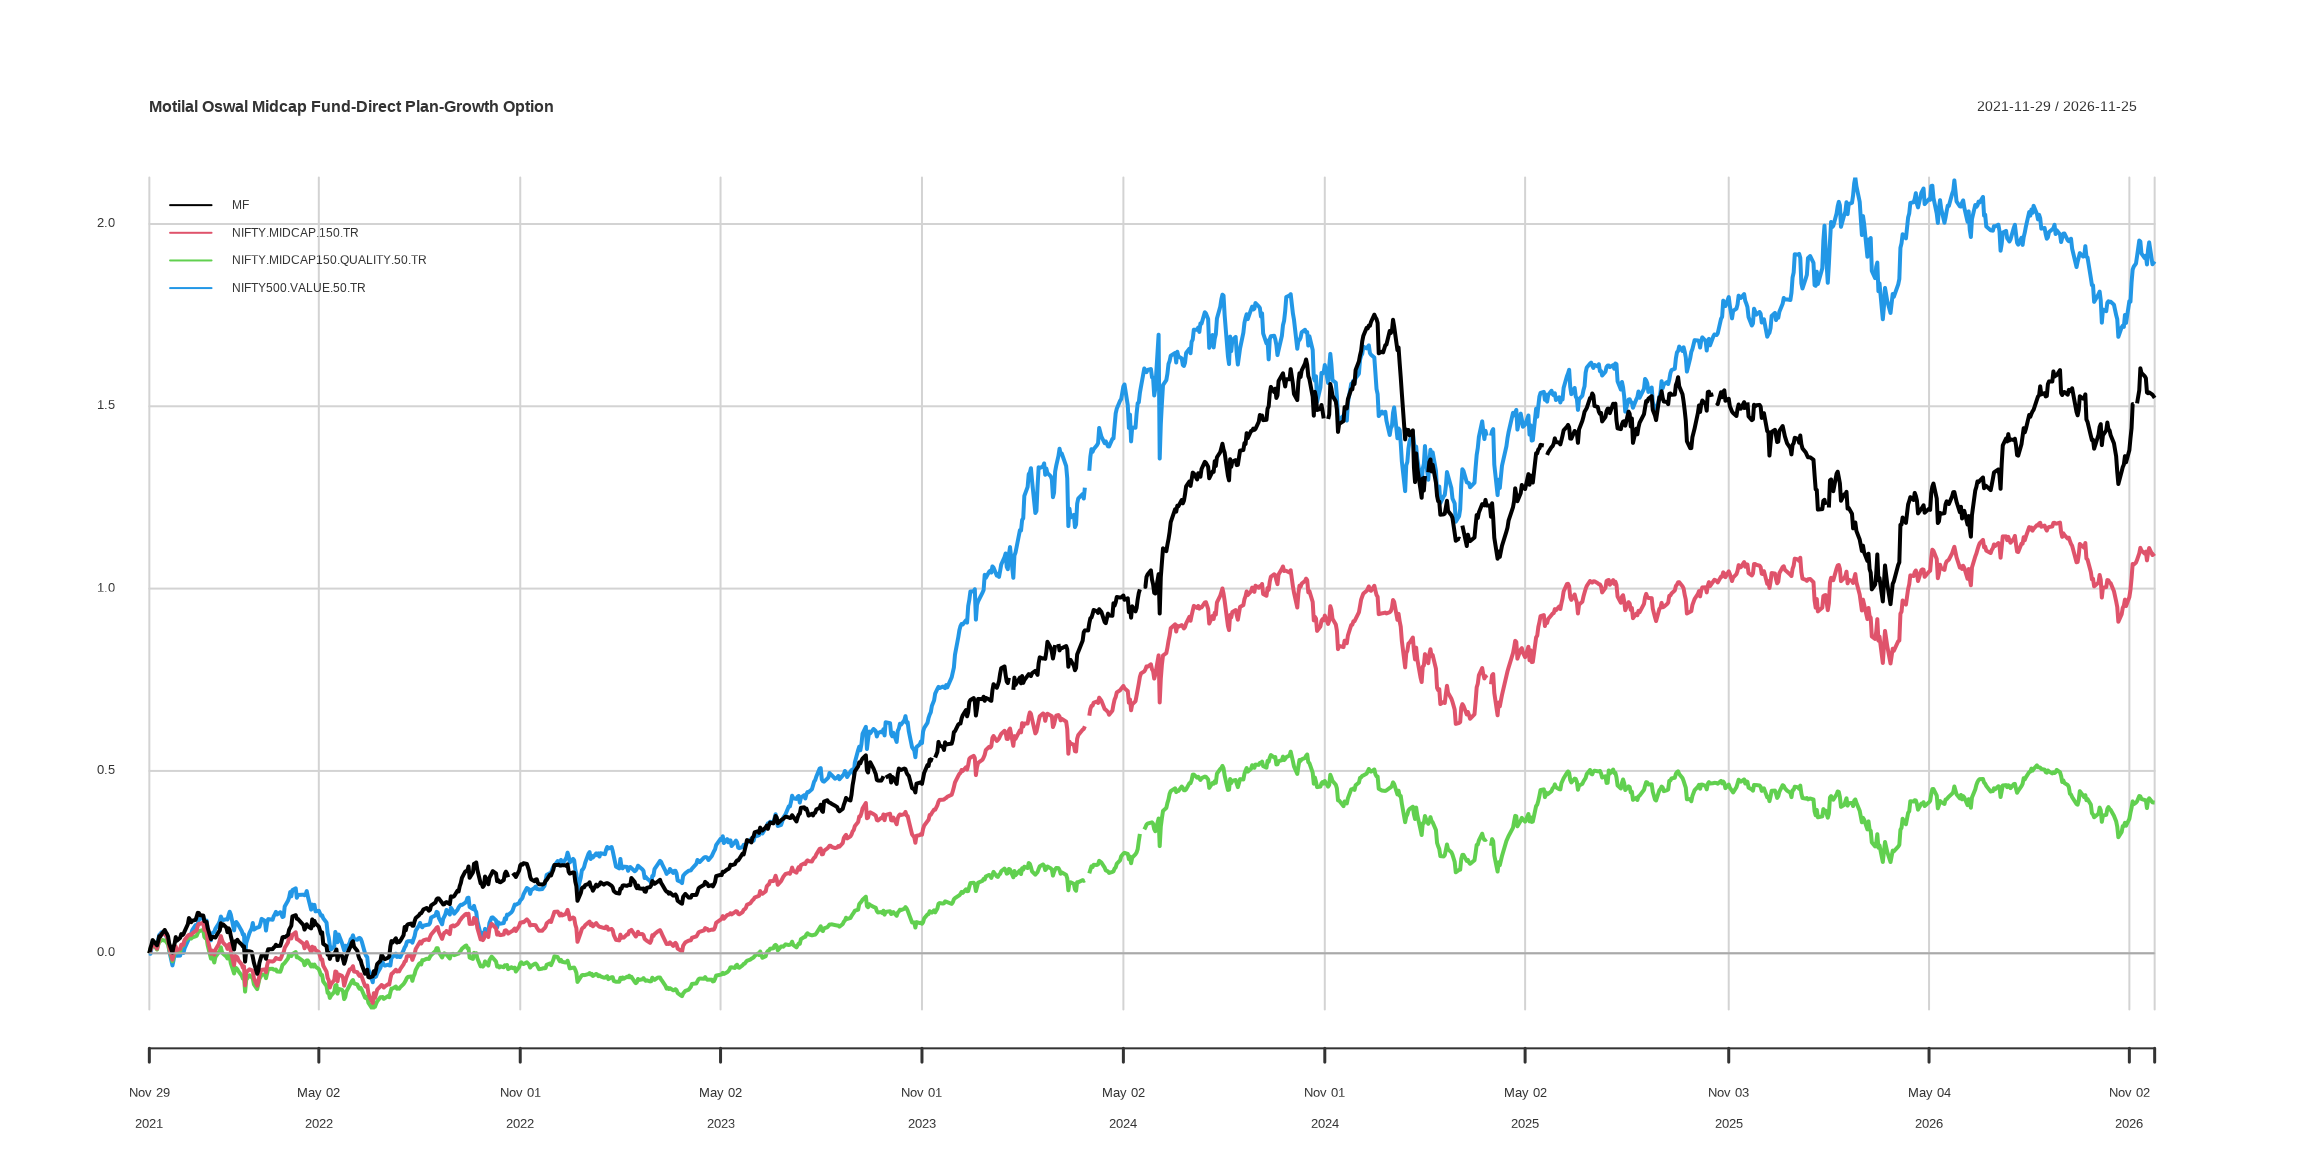 Motilal Oswal Midcap Fund-Direct Plan-Growth Option
2021-11-29 / 2026-11-25
MF
NIFTY.MIDCAP.150.TR
NIFTY.MIDCAP150.QUALITY.50.TR
NIFTY500.VALUE.50.TR
2.0
1.5
1.0
0.5
0.0
Nov 29 May 02 Nov 01 May 02 Nov 01 May 02 Nov 01 May 02 Nov 03 May 04 Nov 02
2021 2022 2022 2023 2023 2024 2024 2025 2025 2026 2026